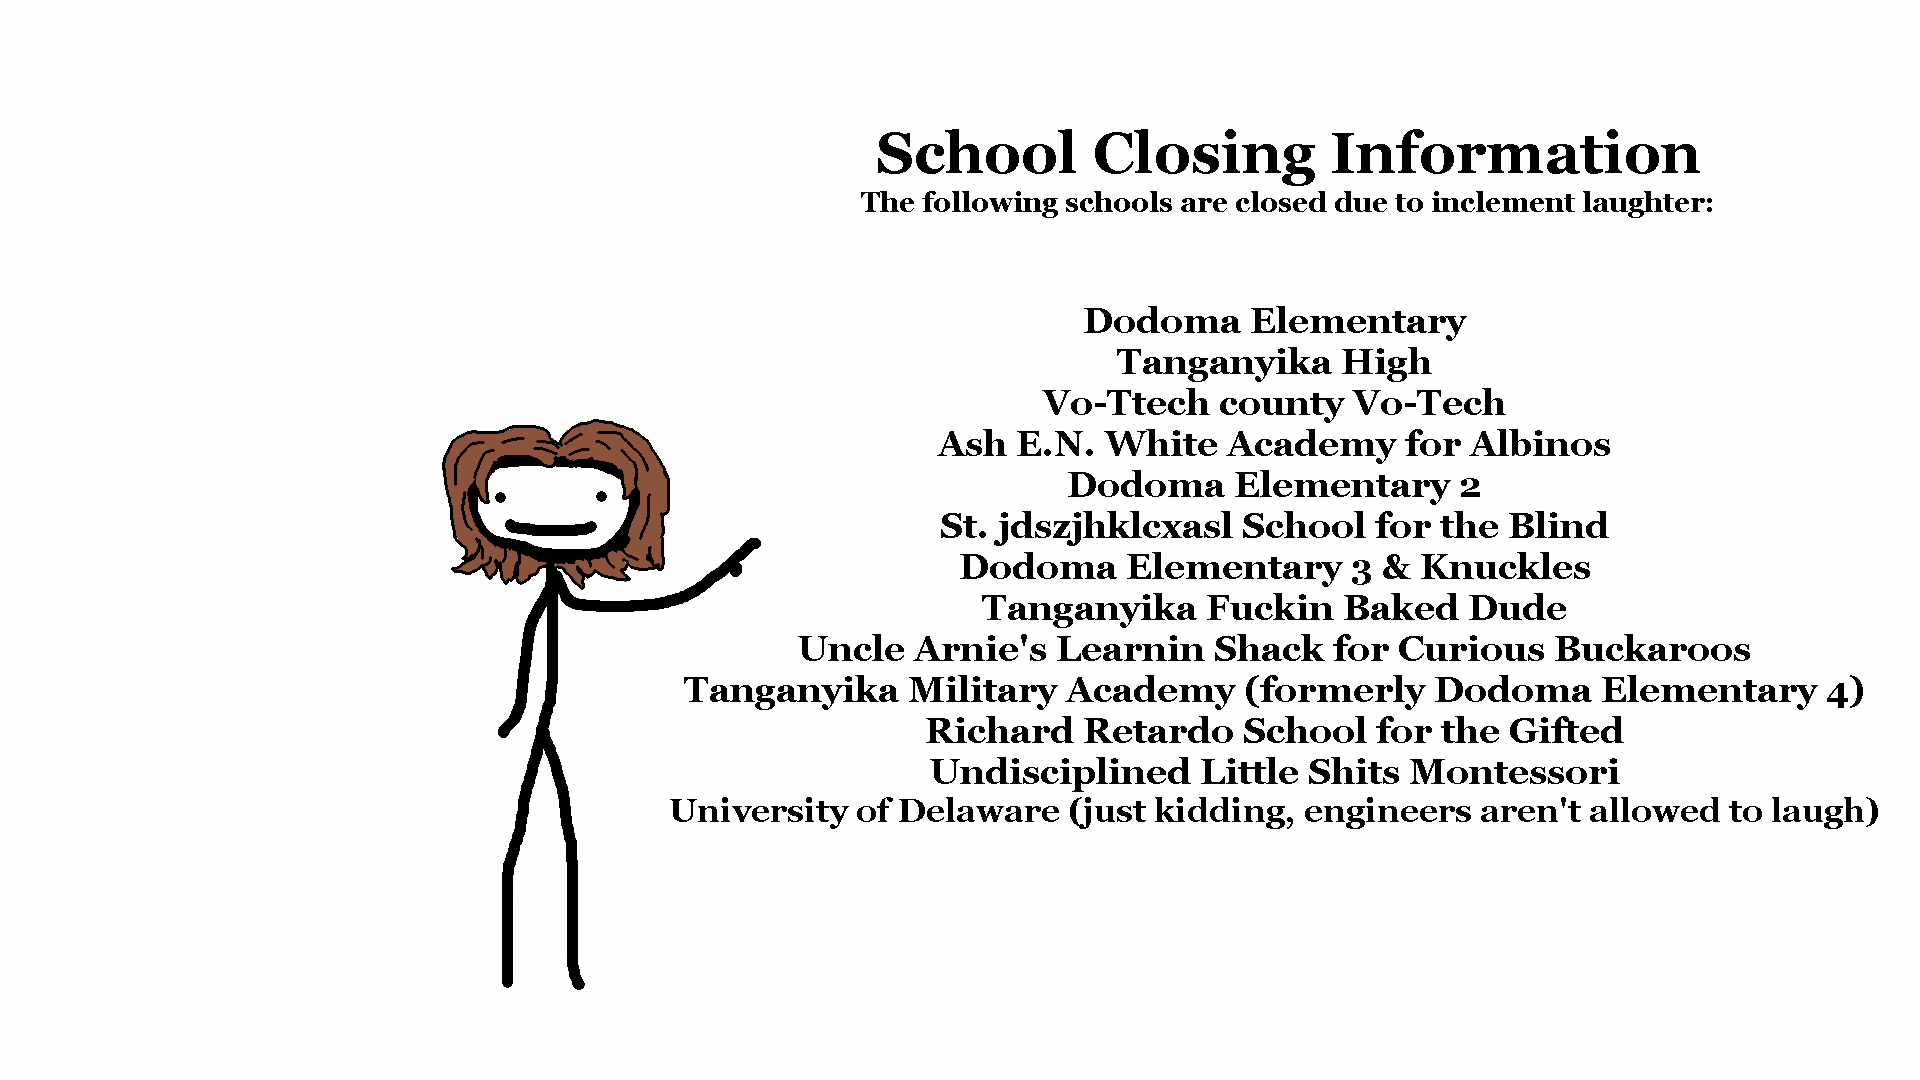 School Closing Information
The following schools are closed due to inclement laughter:
Dodoma Elementary
Tanganyika High
Vo-Ttech county Vo-Tech
Ash E.N. White Academy for Albinos
Dodoma Elementary 2
St. jdszjhklcxasl School for the Blind
Dodoma Elementary 3 & Knuckles
Tanganyika Fuckin Baked Dude
Uncle Arnie's Learnin Shack for Curious Buckaroos
Tanganyika Military Academy (formerly Dodoma Elementary 4)
Richard Retardo School for the Gifted
Undisciplined Little Shits Montessori
University of Delaware (just kidding, engineers aren't allowed to laugh)